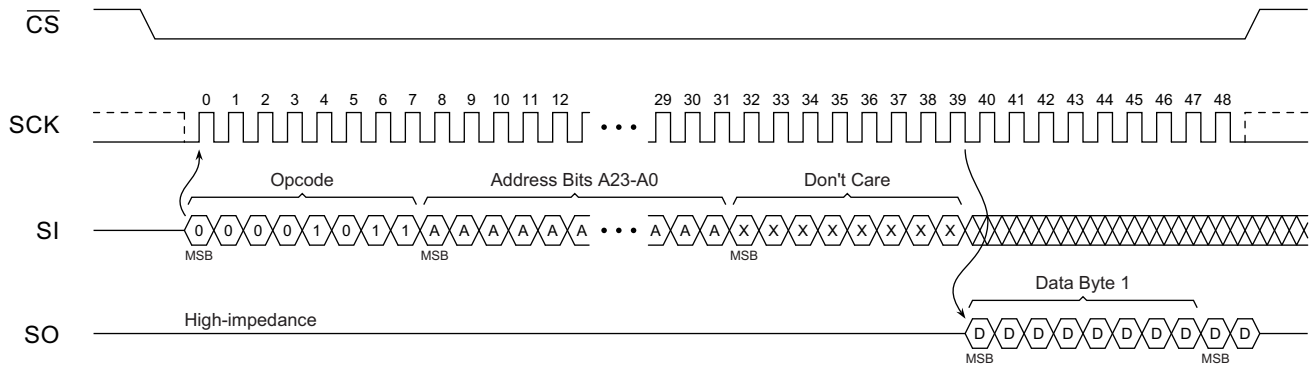 CS
SCK 0 1 2 3 4 5 6 7 8 9 10 11 12 ••• 29 30 31 32 33 34 35 36 37 38 39 40 41 42 43 44 45 46 47 48
Opcode Address Bits A23-A0 Don't Care
SI 0 0 0 0 1 0 1 1 A A A A A A ••• A A A X X X X X X X X
MSB MSB MSB
Data Byte 1
High-impedance
SO D D D D D D D D D D
MSB MSB